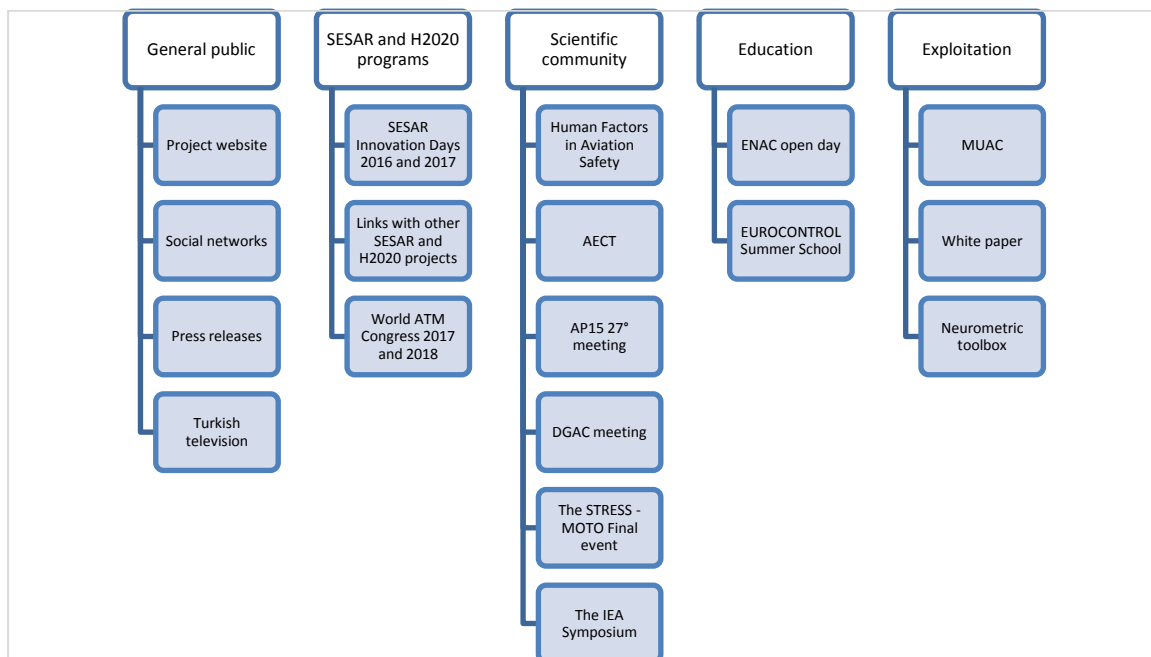 General public
Project website
Social networks
Press releases
Turkish
television
SESAR and H2020
programs
SESAR
Innovation Days
2016 and 2017
Links with other
SESAR and
H2020 projects
World ATM
Congress 2017
and 2018
Scientific
community
Human Factors
in Aviation
Safety
AECT
AP15 27°
meeting
DGAC meeting
The STRESS -
MOTO Final
event
The IEA
Symposium
Education
ENAC open day
EUROCONTROL
Summer School
Exploitation
MUAC
White paper
Neurometric
toolbox